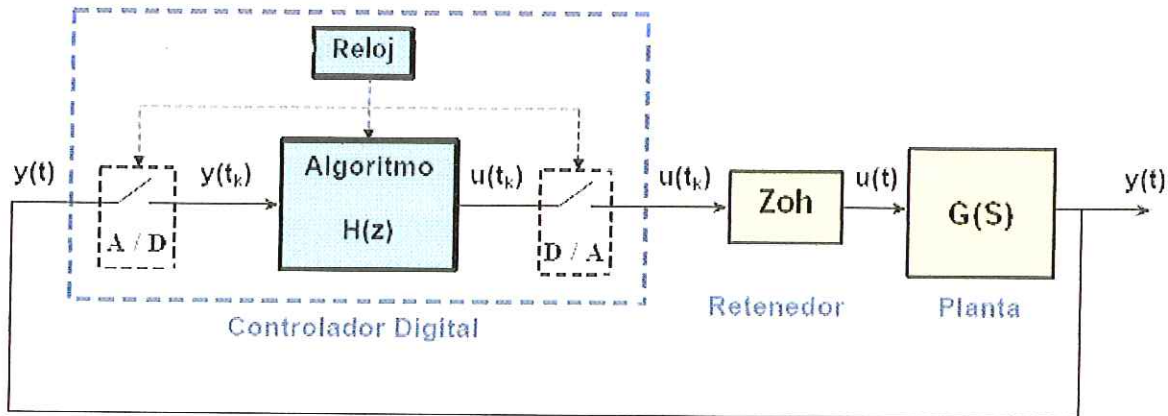 Reloj
y(t)
A / D
y(tk)
Algoritmo
H(z)
u(tk)
D / A
u(tk)
Zoh
u(t)
G(S)
y(t)
Controlador Digital
Retenedor
Planta